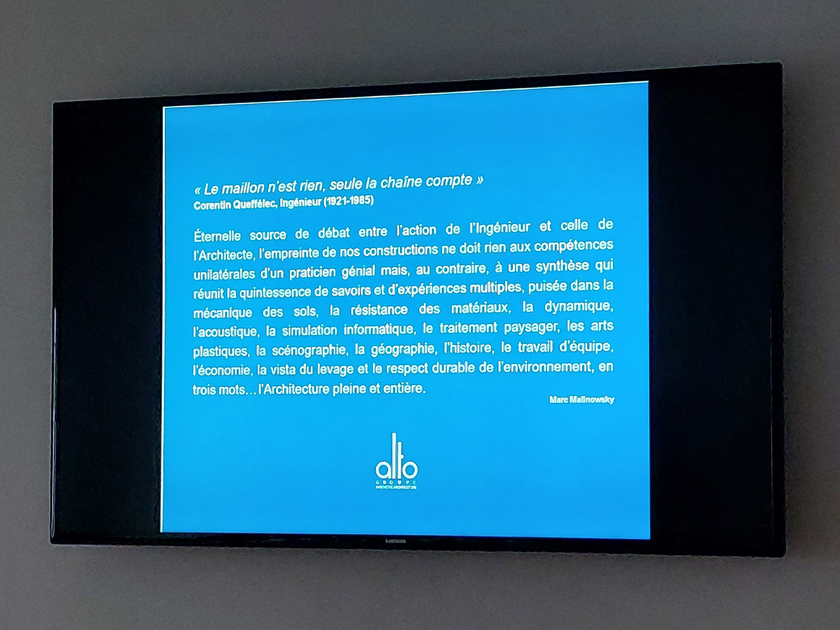 « Le maillon n'est rien, seule la chaîne compte »
Corentin Queffélec, Ingénieur (1921-1985)
Éternelle source de débat entre l'action de l'Ingénieur et celle de
l'Architecte, l'empreinte de nos constructions ne doit rien aux compétences
unilatérales d'un praticien génial mais, au contraire, à une synthèse qui
réunit la quintessence de savoirs et d'expériences multiples, puisée dans la
mécanique des sols, la résistance des matériaux, la dynamique,
l'acoustique, la simulation informatique, le traitement paysager, les arts
plastiques, la scénographie, la géographie, l'histoire, le travail d'équipe,
l'économie, la vista du levage et le respect durable de l'environnement, en
trois mots…l'Architecture pleine et entière.
Marc Malinowsky
alto
GROUPE
SAMSUNG